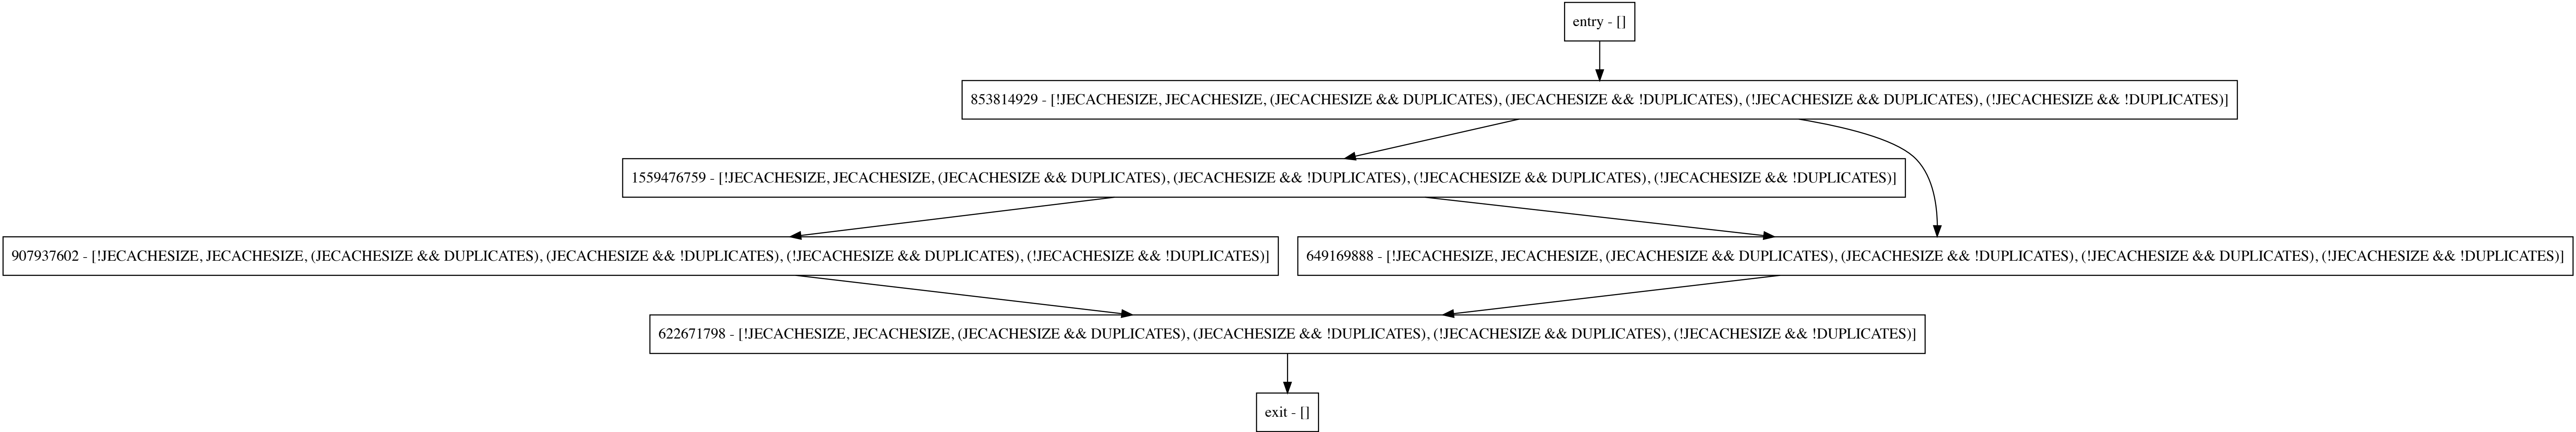 entry - []
853814929 - [!JECACHESIZE, JECACHESIZE, (JECACHESIZE && DUPLICATES), (JECACHESIZE && !DUPLICATES), (!JECACHESIZE && DUPLICATES), (!JECACHESIZE && !DUPLICATES)]
1559476759 - [!JECACHESIZE, JECACHESIZE, (JECACHESIZE && DUPLICATES), (JECACHESIZE && !DUPLICATES), (!JECACHESIZE && DUPLICATES), (!JECACHESIZE && !DUPLICATES)]
907937602 - [!JECACHESIZE, JECACHESIZE, (JECACHESIZE && DUPLICATES), (JECACHESIZE && !DUPLICATES), (!JECACHESIZE && DUPLICATES), (!JECACHESIZE && !DUPLICATES)]
649169888 - [!JECACHESIZE, JECACHESIZE, (JECACHESIZE && DUPLICATES), (JECACHESIZE && !DUPLICATES), (!JECACHESIZE && DUPLICATES), (!JECACHESIZE && !DUPLICATES)]
622671798 - [!JECACHESIZE, JECACHESIZE, (JECACHESIZE && DUPLICATES), (JECACHESIZE && !DUPLICATES), (!JECACHESIZE && DUPLICATES), (!JECACHESIZE && !DUPLICATES)]
exit - []